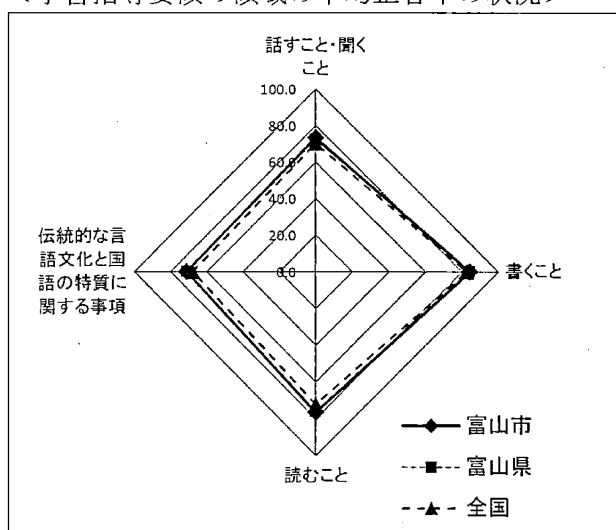 話すこと・聞く
こと
100.0
80.0
60.0
40.0
20.0
0.0
伝統的な言
語文化と国
語の特質に
関する事項
書くこと
読むこと
富山市
富山県
全国